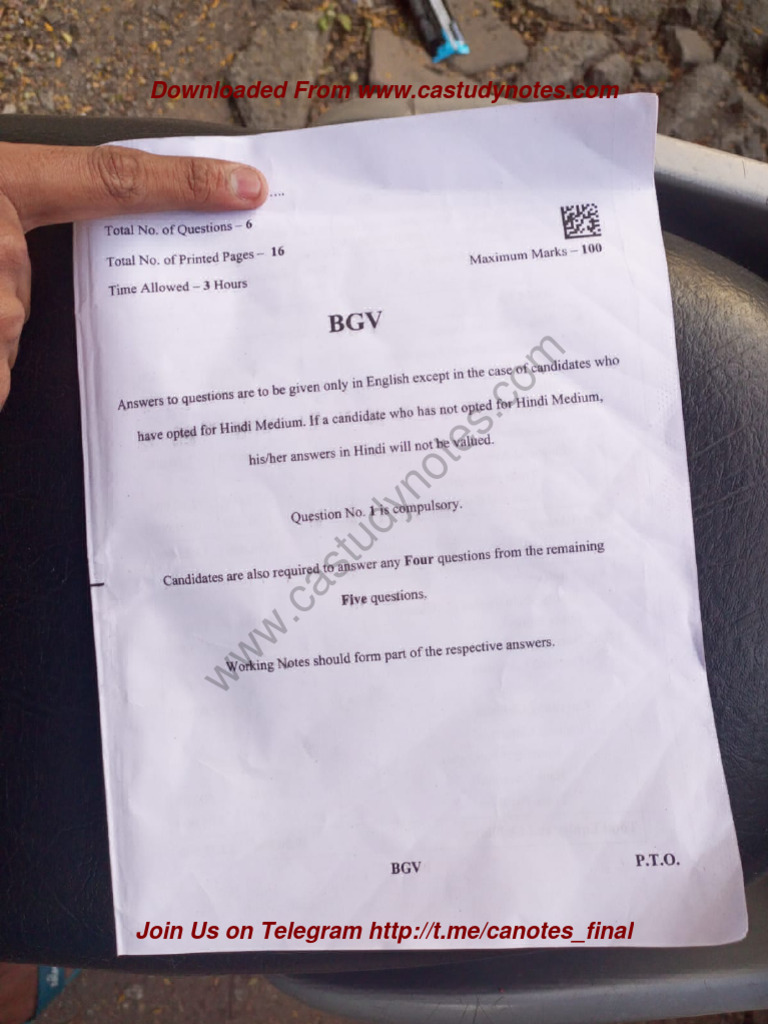 Downloaded From www.castudynotes.com
....
Total No. of Questions – 6
Total No. of Printed Pages – 16
Maximum Marks – 100
Time Allowed – 3 Hours
BGV
Answers to questions are to be given only in English except in the case of candidates who
have opted for Hindi Medium. If a candidate who has not opted for Hindi Medium,
his/her answers in Hindi will not be valued.
Question No. 1 is compulsory.
Candidates are also required to answer any Four questions from the remaining
Five questions.
Working Notes should form part of the respective answers.
www.castudynotes.com
BGV
P.T.O.
Join Us on Telegram http://t.me/canotes_final